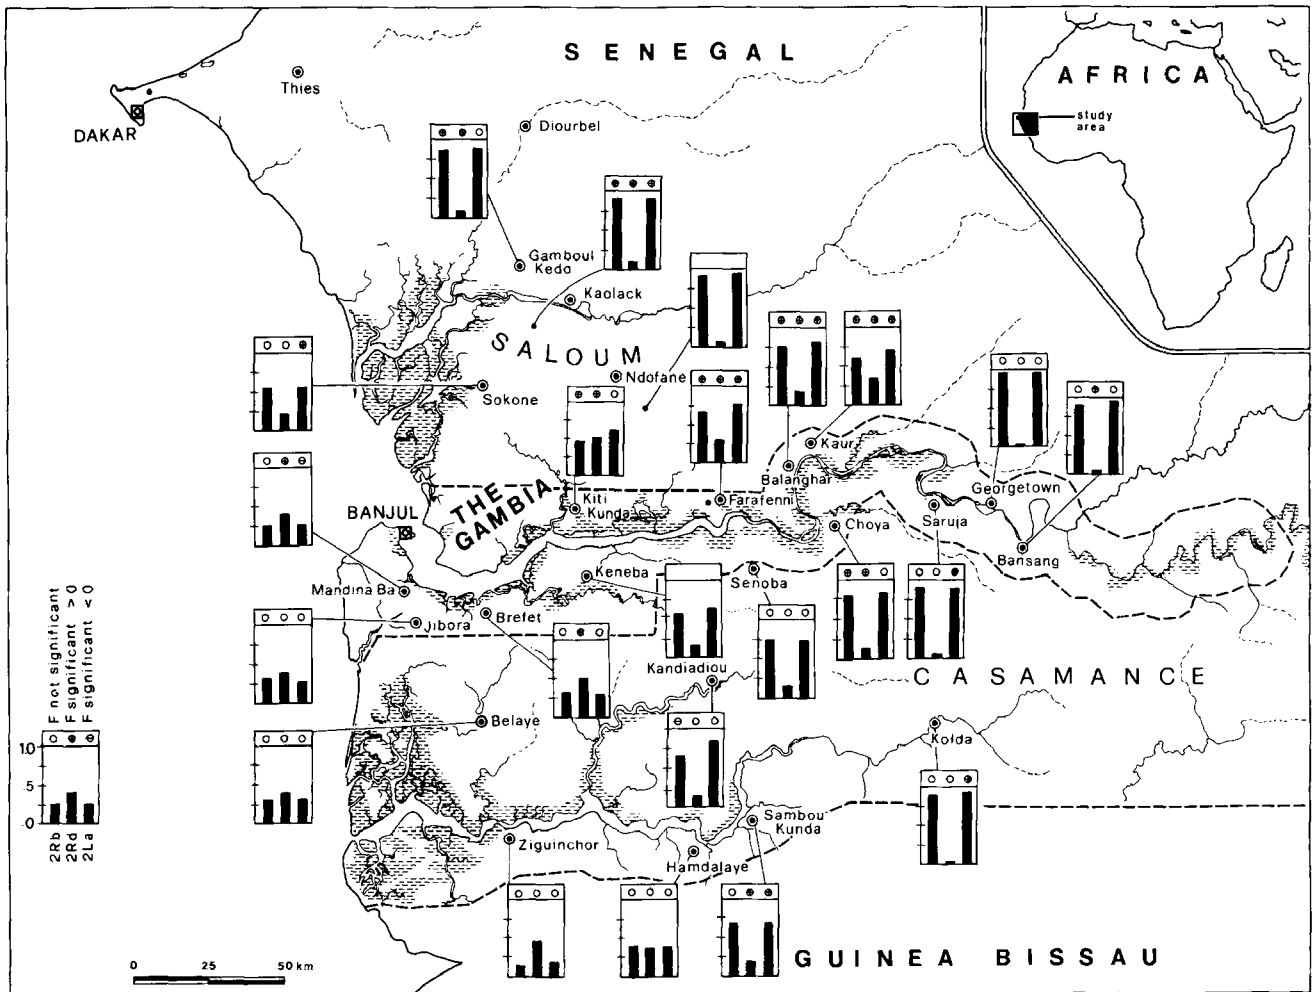 SENEGAL
AFRICA
study
area
Thies
DAKAR
Diourbel
Gamboul
Keda
Kaolack
SALOUM
Ndofane
Sokone
Kaur
Balanghar
Georgetown
THE
GAMBIA
Kiti
Kunda
Farafenni
BANJUL
Choya
Saruja
Bansang
Keneba
Senoba
Mandina Ba
Jibora
Brefet
Kandiadiou
CASAMANCE
Belaye
Kolda
Sambou
Kunda
Ziguinchor
Hamdalaye
F not significant
F significant > 0
F significant < 0
1.0
.5
0
2Rb
2Rd
2La
GUINEA BISSAU
0 25 50 km